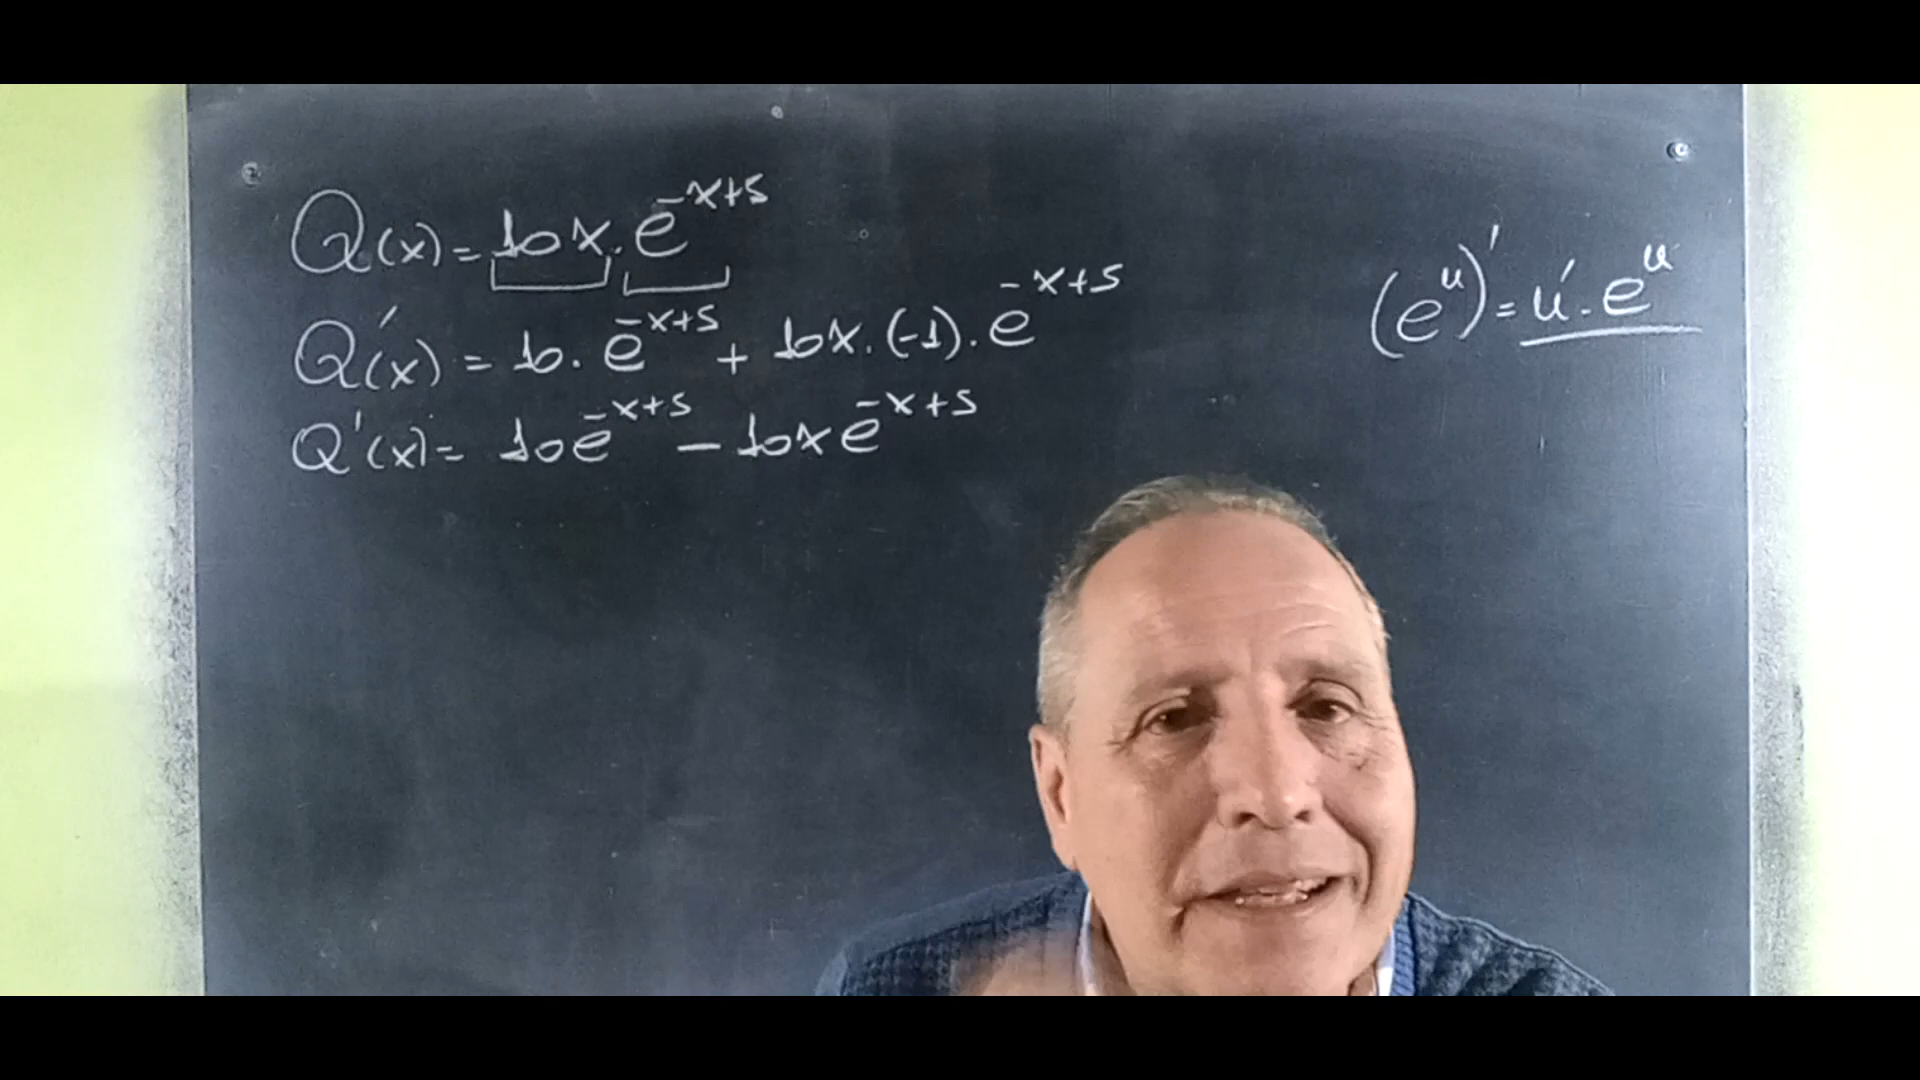 Q(x) = 10x · e^{-x+5}
Q'(x) = 10 · e^{-x+5} + 10x · (-1) · e^{-x+5}
Q'(x) = 10e^{-x+5} - 10xe^{-x+5}
(e^u)' = u' · e^u